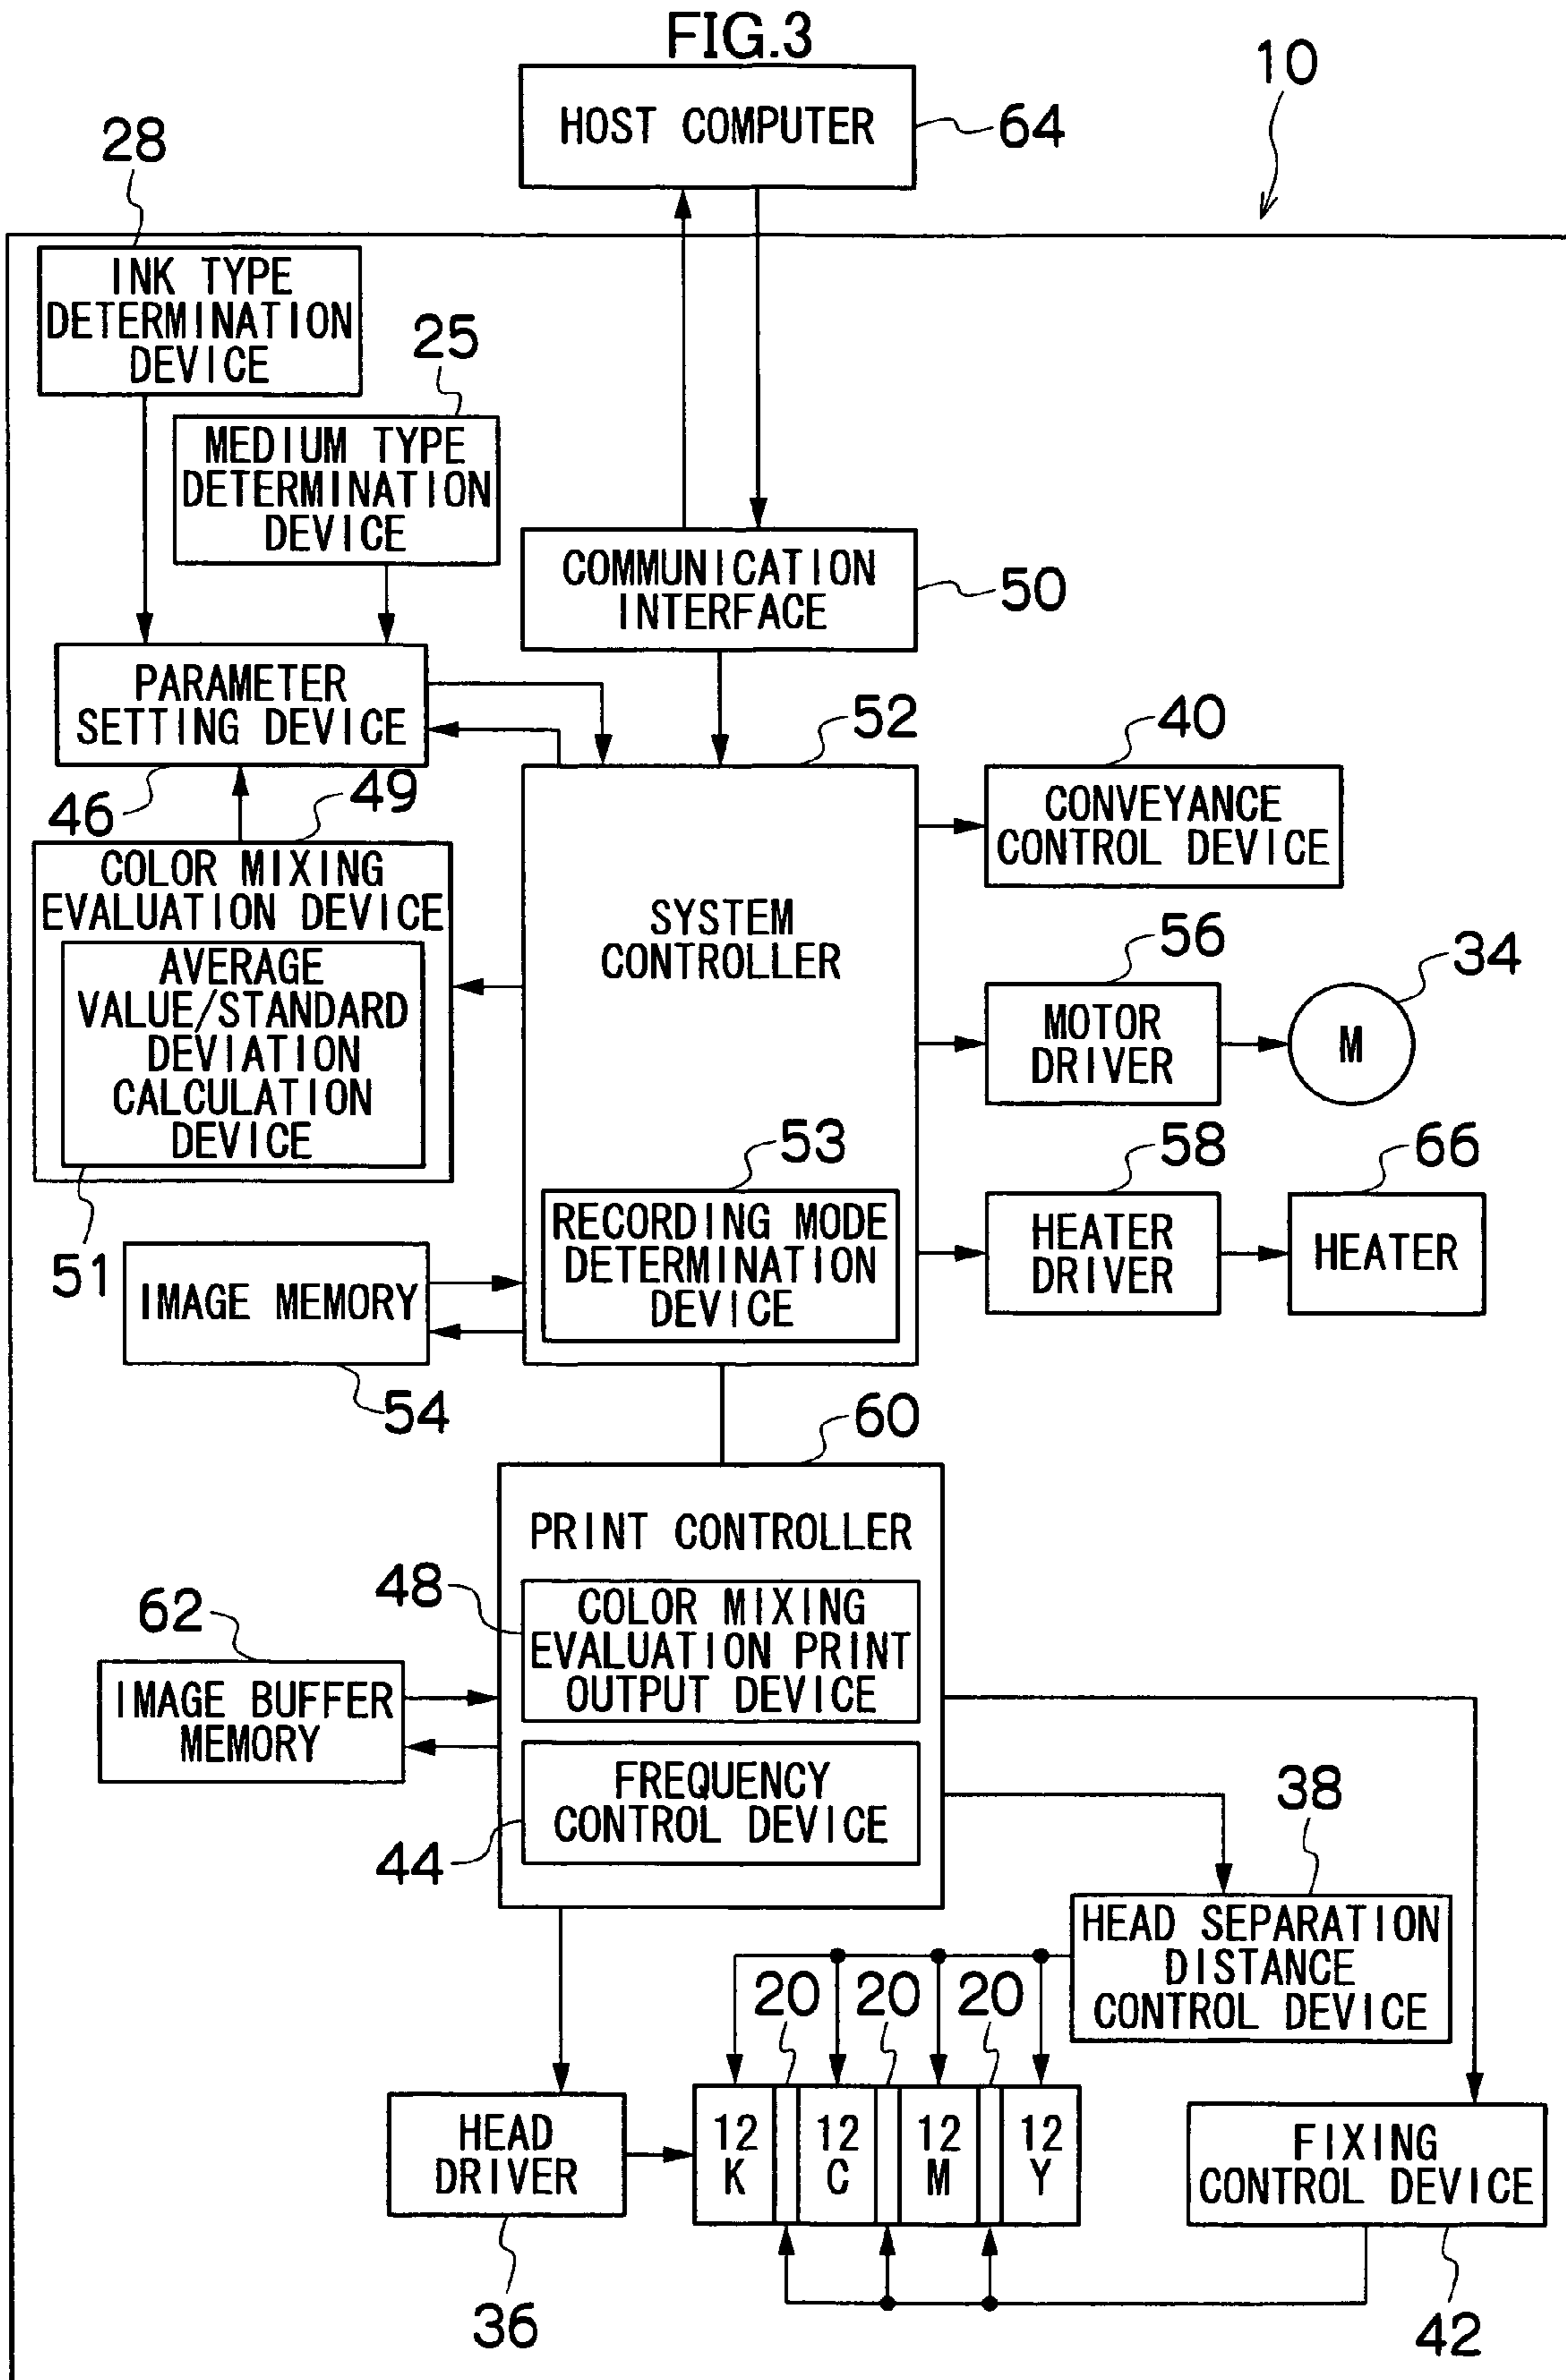 FIG.3
10
HOST COMPUTER
64
28
INK TYPE
DETERMINATION
DEVICE
25
MEDIUM TYPE
DETERMINATION
DEVICE
COMMUNICATION
INTERFACE
50
PARAMETER
SETTING DEVICE
46
52
40
CONVEYANCE
CONTROL DEVICE
49
COLOR MIXING
EVALUATION DEVICE
AVERAGE
VALUE/STANDARD
DEVIATION
CALCULATION
DEVICE
51
SYSTEM
CONTROLLER
56
MOTOR
DRIVER
34
M
53
RECORDING MODE
DETERMINATION
DEVICE
58
HEATER
DRIVER
66
HEATER
IMAGE MEMORY
54
60
PRINT CONTROLLER
48
COLOR MIXING
EVALUATION PRINT
OUTPUT DEVICE
62
IMAGE BUFFER
MEMORY
FREQUENCY
CONTROL DEVICE
44
38
HEAD SEPARATION
DISTANCE
CONTROL DEVICE
20
20
20
HEAD
DRIVER
36
12
K
12
C
12
M
12
Y
FIXING
CONTROL DEVICE
42